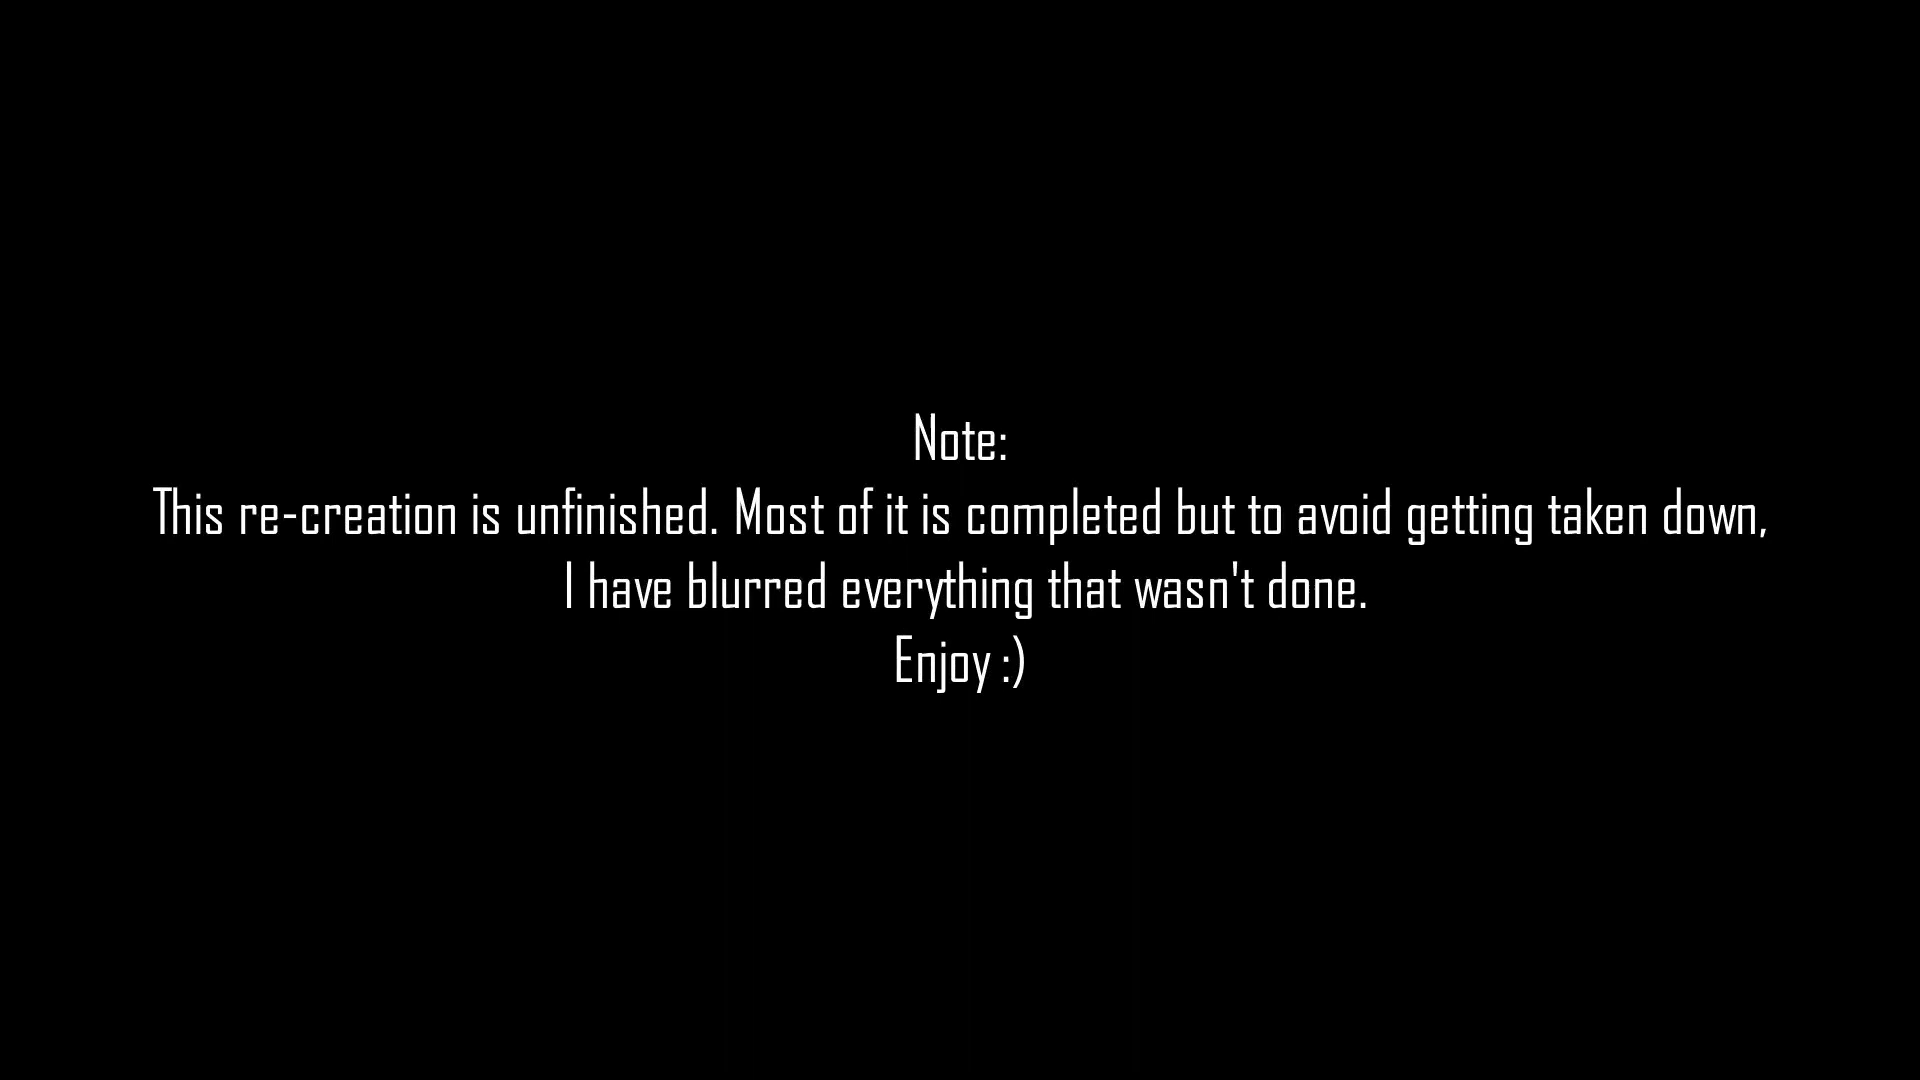 Note:
This re-creation is unfinished. Most of it is completed but to avoid getting taken down,
I have blurred everything that wasn't done.
Enjoy :)